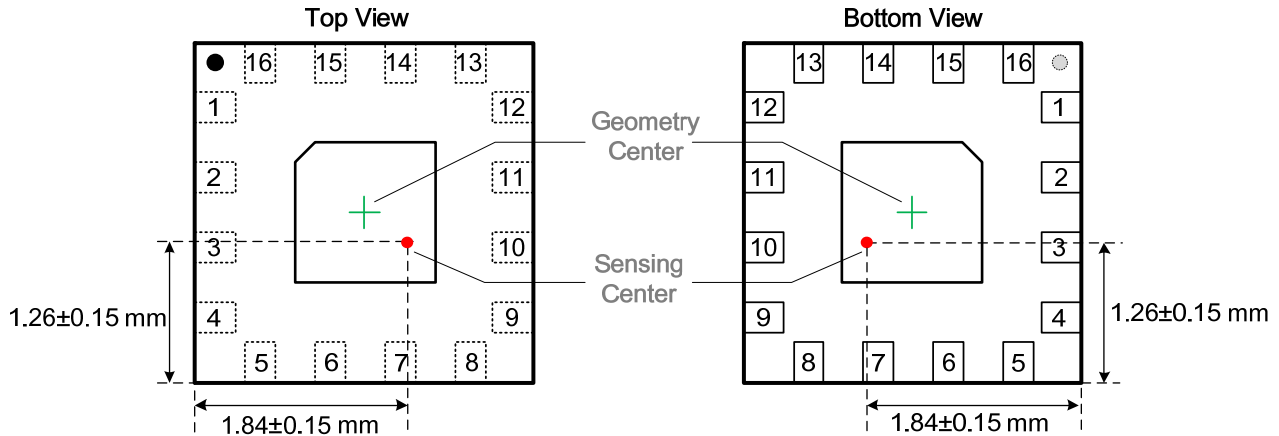 Top View
Bottom View
16 15 14 13
13 14 15 16
1
12
12
1
Geometry
Center
2
11
11
2
3
10
10
3
Sensing
Center
4
9
9
4
1.26±0.15 mm
1.26±0.15 mm
5 6 7 8
8 7 6 5
1.84±0.15 mm
1.84±0.15 mm